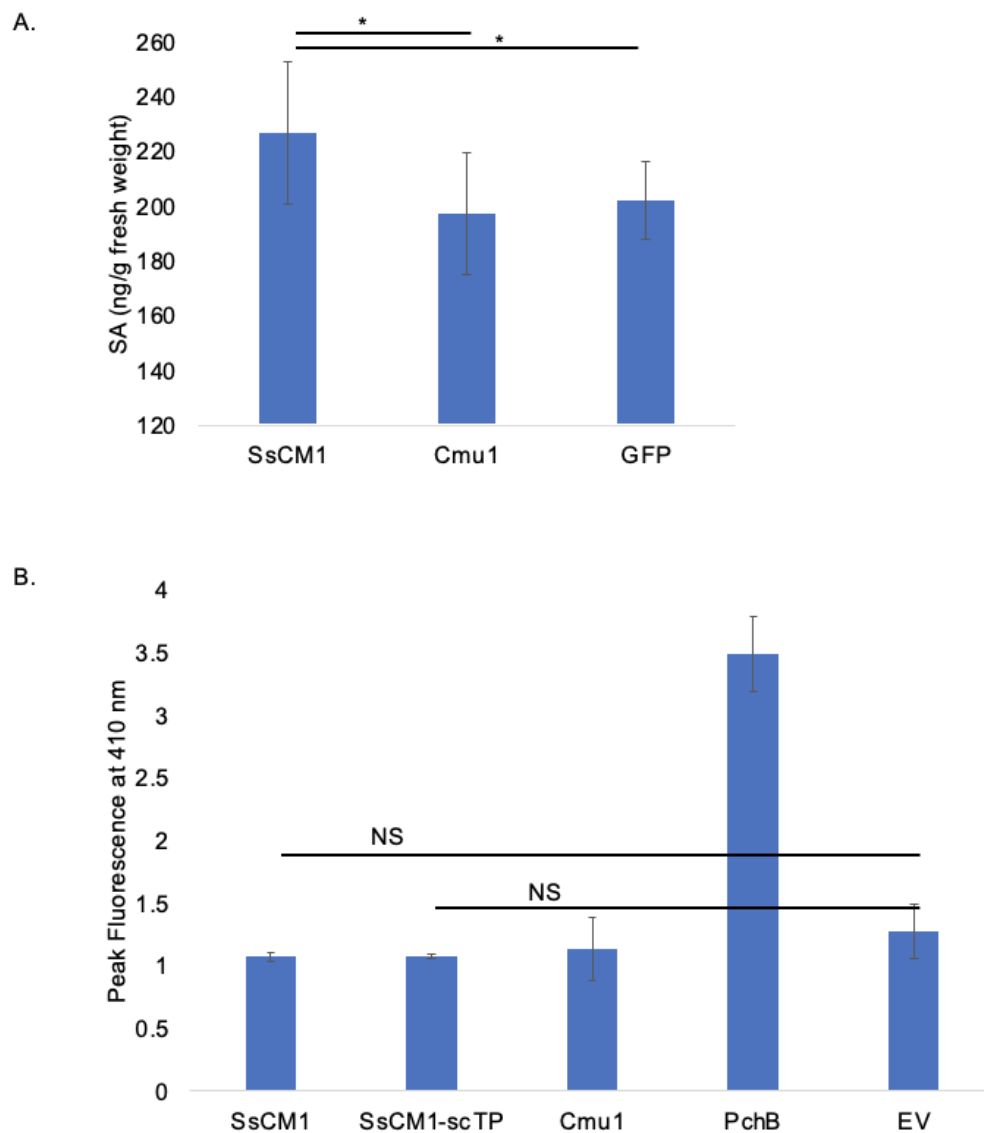 A.
*
*
SA (ng/g fresh weight)
260
240
220
200
180
160
140
120
SsCM1 Cmu1 GFP
B.
Peak Fluorescence at 410 nm
4
3.5
3
2.5
2
1.5
1
0.5
0
NS
NS
SsCM1 SsCM1-scTP Cmu1 PchB EV